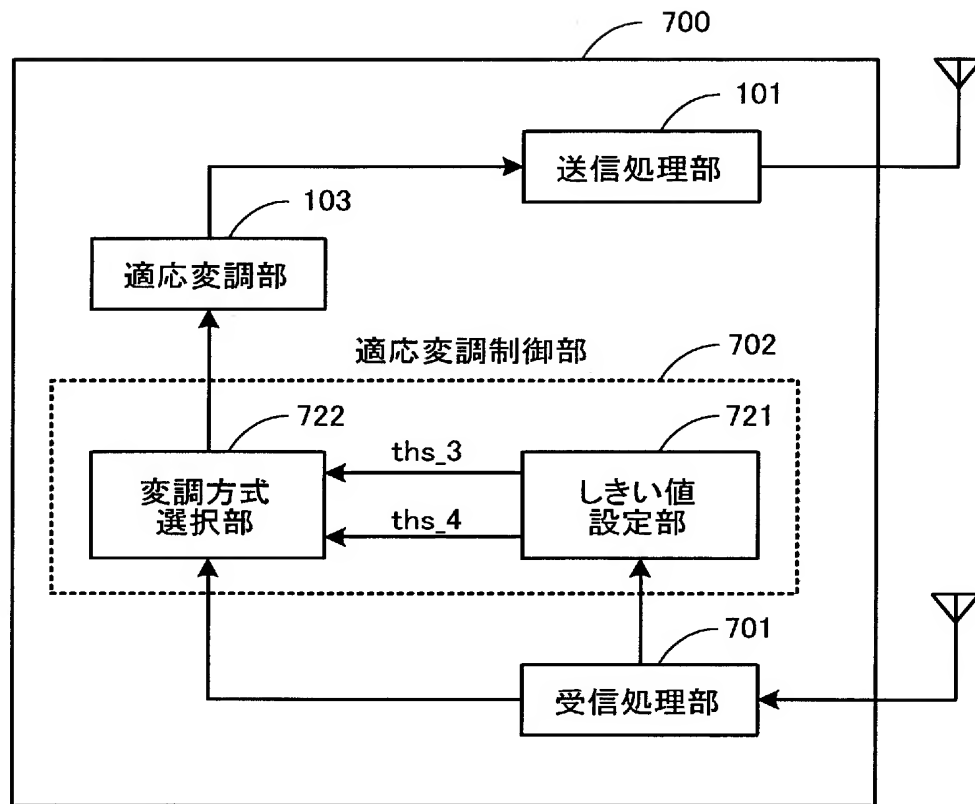 700
101
送信処理部
103
適応変調部
適応変調制御部
702
722
721
変調方式
選択部
ths_3
ths_4
しきい値
設定部
701
受信処理部